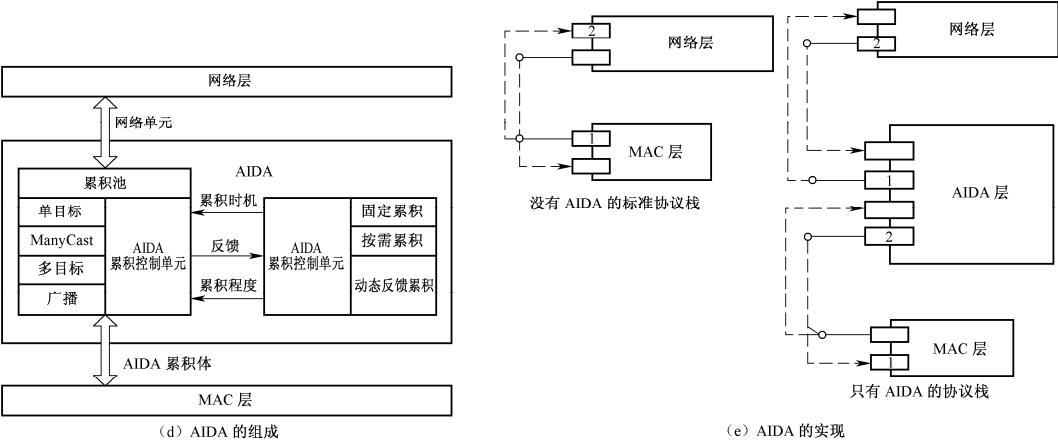 网络层
网络单元
AIDA
累积池
单目标
ManyCast
多目标
广播
AIDA
累积控制单元
累积时机
反馈
累积程度
AIDA
累积控制单元
固定累积
按需累积
动态反馈累积
AIDA 累积体
MAC 层
（d）AIDA 的组成
2
网络层
1
MAC 层
没有 AIDA 的标准协议栈
2
网络层
1
2
AIDA 层
1
MAC 层
只有 AIDA 的协议栈
（e）AIDA 的实现